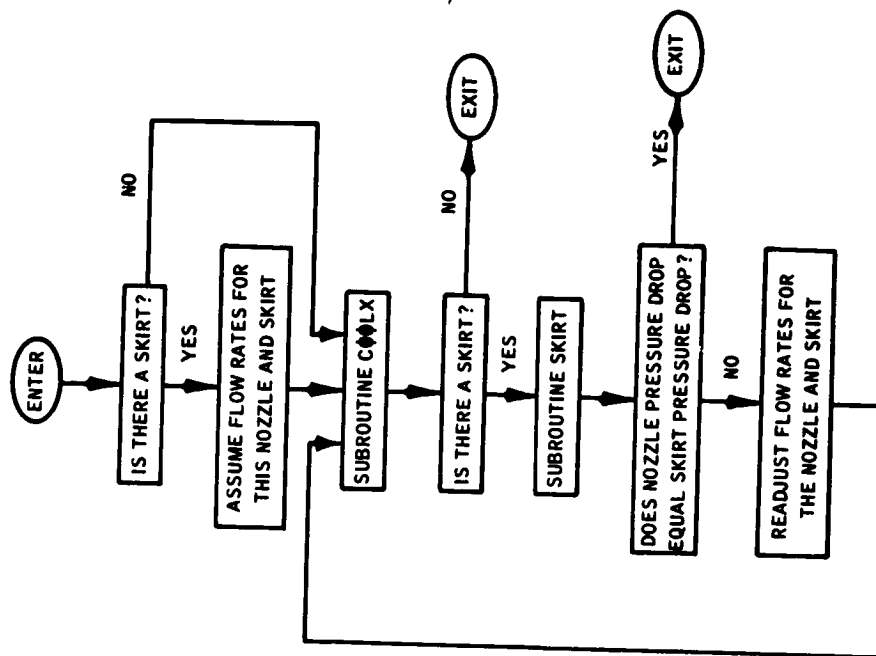 ENTER
IS THERE A SKIRT?
NO
YES
ASSUME FLOW RATES FOR
THIS NOZZLE AND SKIRT
SUBROUTINE COOLX
IS THERE A SKIRT?
NO
EXIT
YES
SUBROUTINE SKIRT
DOES NOZZLE PRESSURE DROP
EQUAL SKIRT PRESSURE DROP?
YES
EXIT
NO
READJUST FLOW RATES FOR
THE NOZZLE AND SKIRT